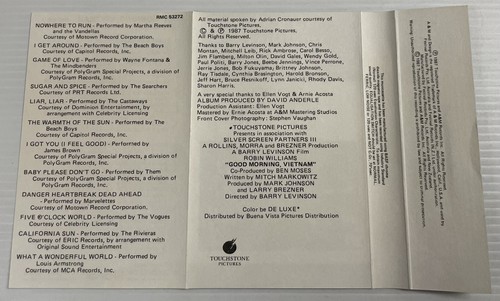 RMC 53272
NOWHERE TO RUN - Performed by Martha Reeves
and the Vandellas
Courtesy of Motown Record Corporation.
I GET AROUND - Performed by The Beach Boys
Courtesy of Capitol Records, Inc.
GAME OF LOVE - Performed by Wayne Fontana &
The Mindbenders
Courtesy of PolyGram Special Projects, a division of
PolyGram Records, Inc.
SUGAR AND SPICE - Performed by The Searchers
Courtesy of PRT Records Ltd.
LIAR, LIAR - Performed by The Castaways
Courtesy of Dominion Entertainment, by
arrangement with Celebrity Licensing
THE WARMTH OF THE SUN - Performed by The
Beach Boys
Courtesy of Capitol Records, Inc.
I GOT YOU (I FEEL GOOD) - Performed by
James Brown
Courtesy of PolyGram Special Projects, a division of
PolyGram Records, Inc.
BABY PLEASE DON'T GO - Performed by Them
Courtesy of PolyGram Special Projects, a division of
PolyGram Records, Inc.
DANGER HEARTBREAK DEAD AHEAD
- Performed by Marvelettes
Courtesy of Motown Record Corporation.
FIVE O'CLOCK WORLD - Performed by The Vogues
Courtesy of Celebrity Licensing
CALIFORNIA SUN - Performed by The Rivieras
Courtesy of ERIC Records, by arrangement with
Original Sound Entertainment
WHAT A WONDERFUL WORLD - Performed by
Louis Armstrong
Courtesy of MCA Records, Inc.
All material spoken by Adrian Cronauer courtesy of
Touchstone Pictures.
© & ℗ 1987 Touchstone Pictures.
All Rights Reserved.
Thanks to Barry Levinson, Mark Johnson, Chris
Montan, Mitchell Leib, Risk Ambrose, Carol Besso,
Jim Flamberg, Milton Olin, David Gales, Wendy Gold,
Paul Politi, Barry Jones, Beebe Jennings, Vince Perrone,
Jerrie Jones, Bob Fukuyama, Brittney Johnson,
Ray Tisdale, Cynthia Brasington, Harold Bronson,
Jeff Hart, Bruce Resnikoff, Lynn Janicici, Rhody Davis,
Sharon Harris.
A very special thanks to Ellen Vogt & Ernie Acosta
ALBUM PRODUCED BY DAVID ANDERLE
Production Assistant: Ellen Vogt
Mastered by Ernie Acosta at A&M Mastering Studios
Front Cover Photography: Stephen Vaughan
TOUCHSTONE PICTURES
Presents in association with
SILVER SCREEN PARTNERS III
A ROLLINS, MORRA and BREZNER Production
A BARRY LEVINSON Film
ROBIN WILLIAMS
"GOOD MORNING, VIETNAM"
Co-Produced by BEN MOSES
Written by MITCH MARKOWITZ
Produced by MARK JOHNSON
and LARRY BREZNER
Directed by BARRY LEVINSON
Color be DE LUXE®
Distributed by Buena Vista Pictures Distribution
TOUCHSTONE
PICTURES